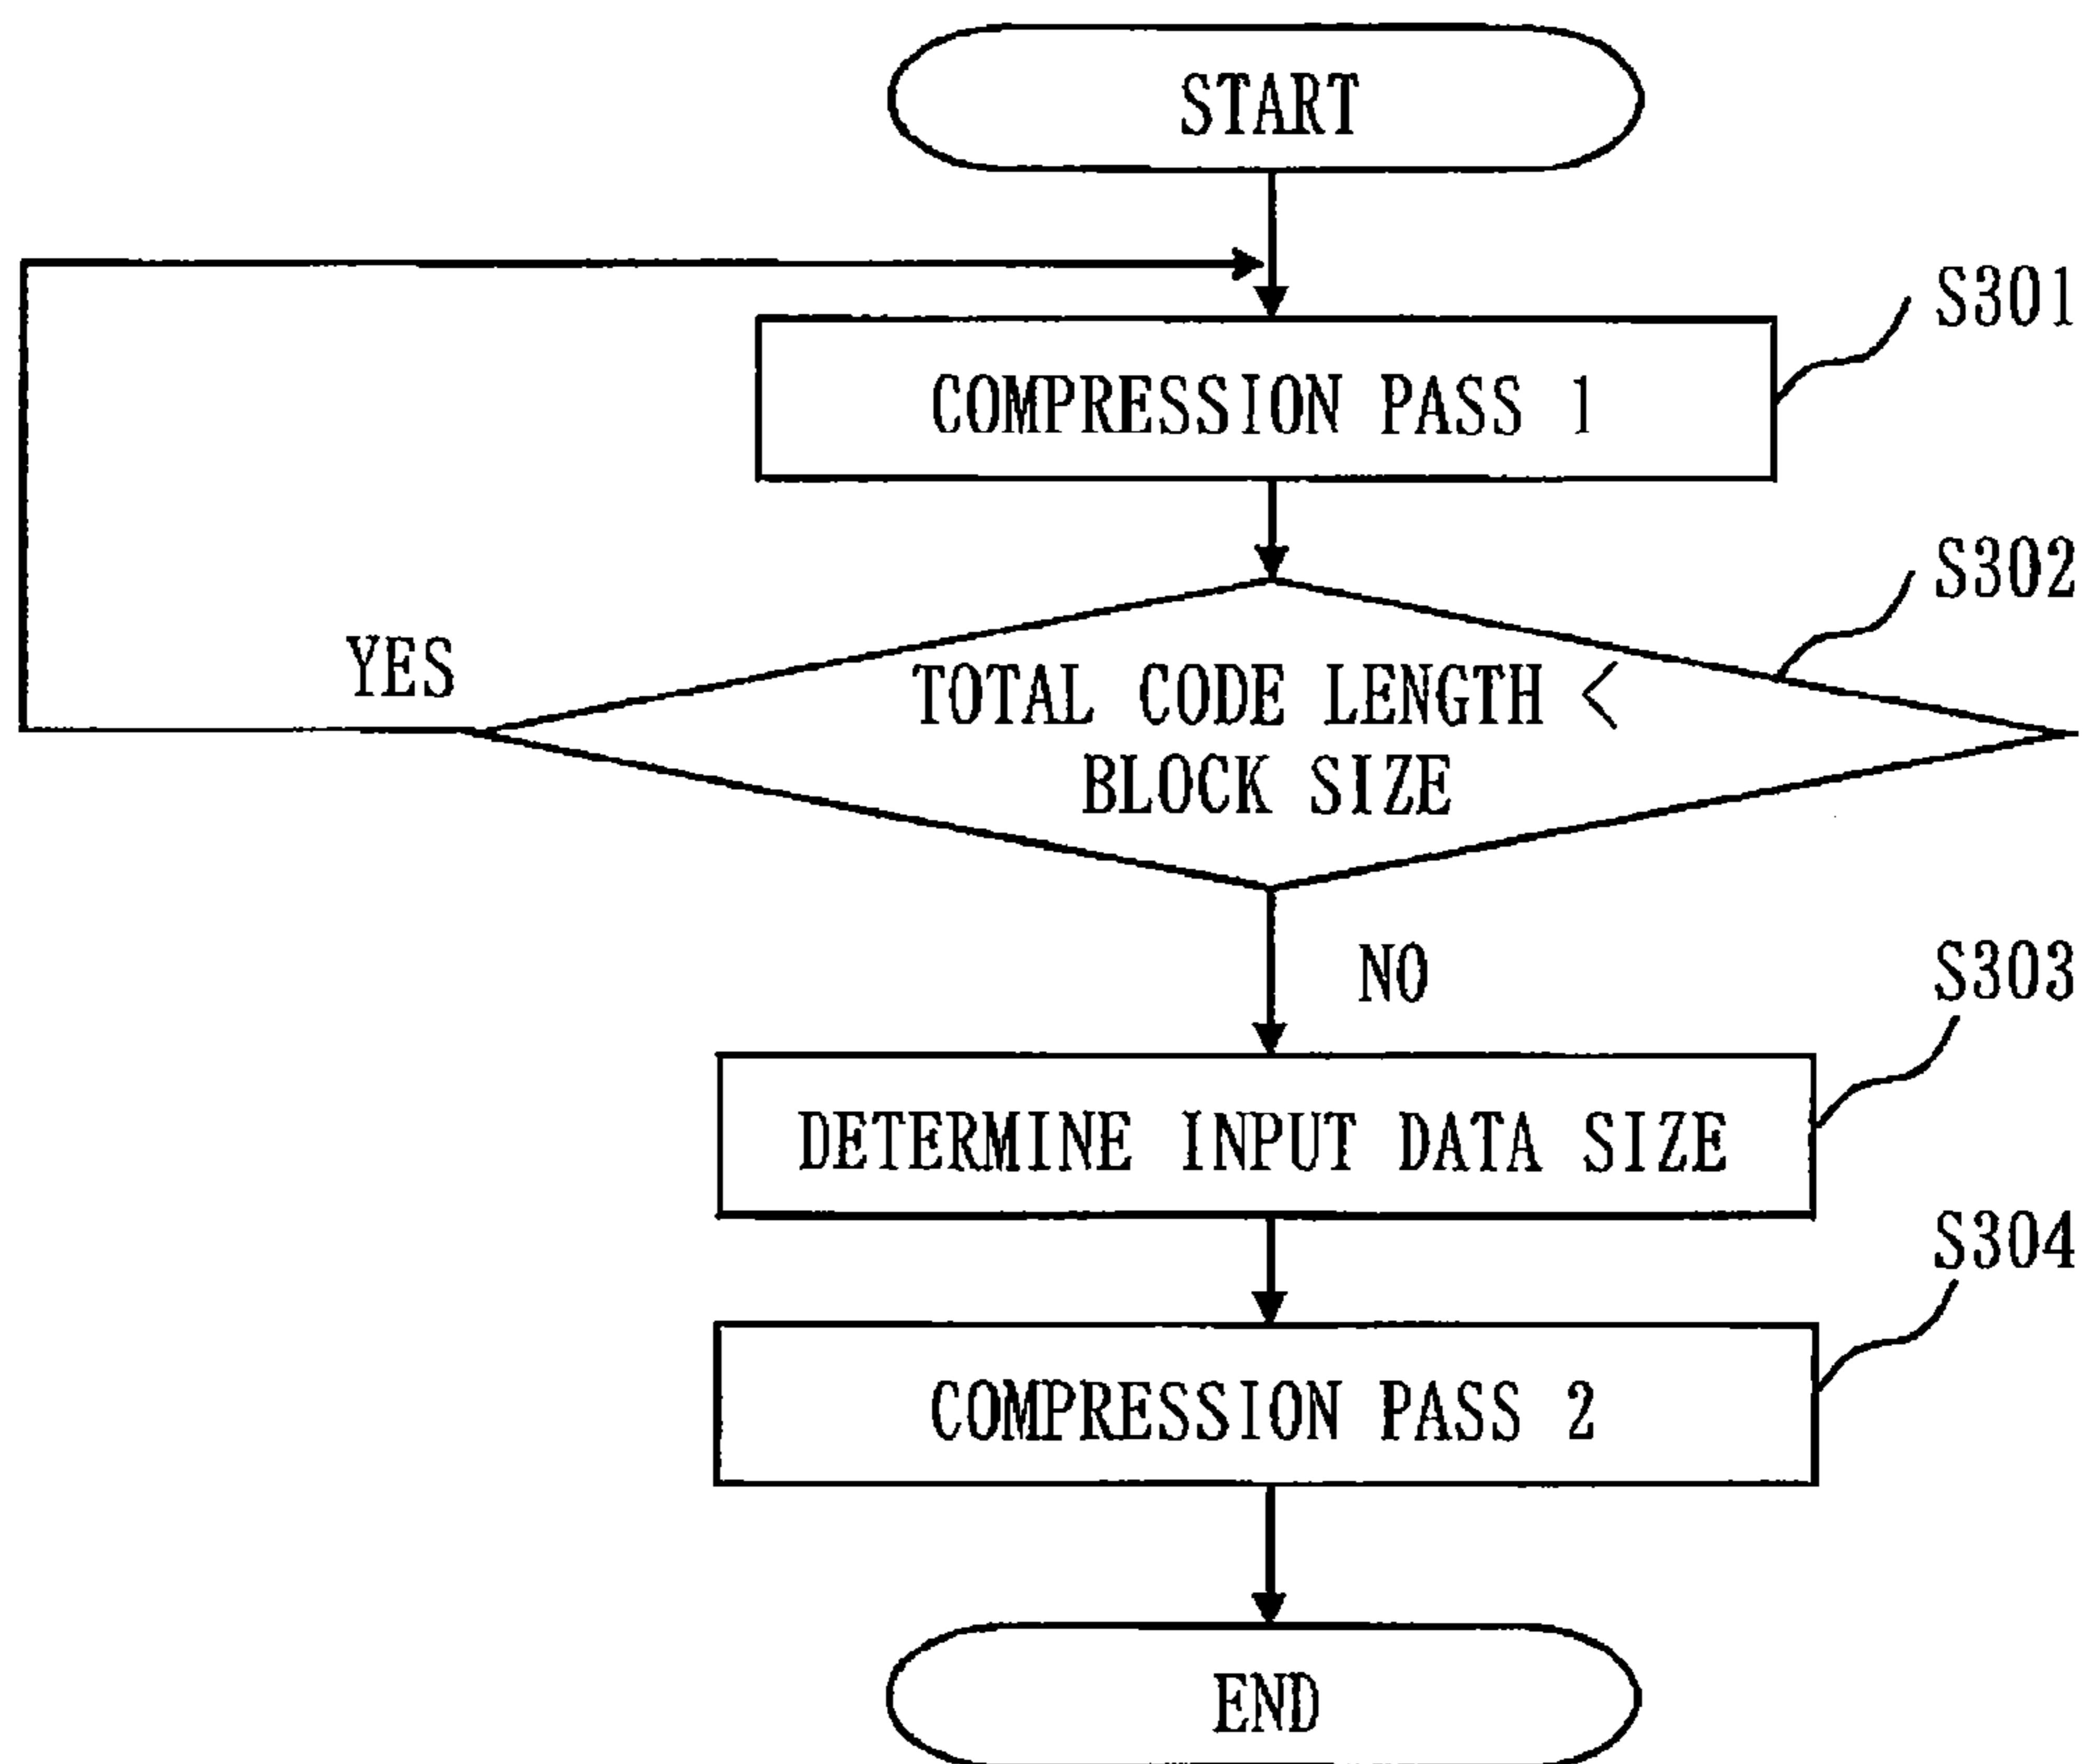 START
S301
COMPRESSION PASS 1
S302
YES
TOTAL CODE LENGTH <
BLOCK SIZE
NO
S303
DETERMINE INPUT DATA SIZE
S304
COMPRESSION PASS 2
END